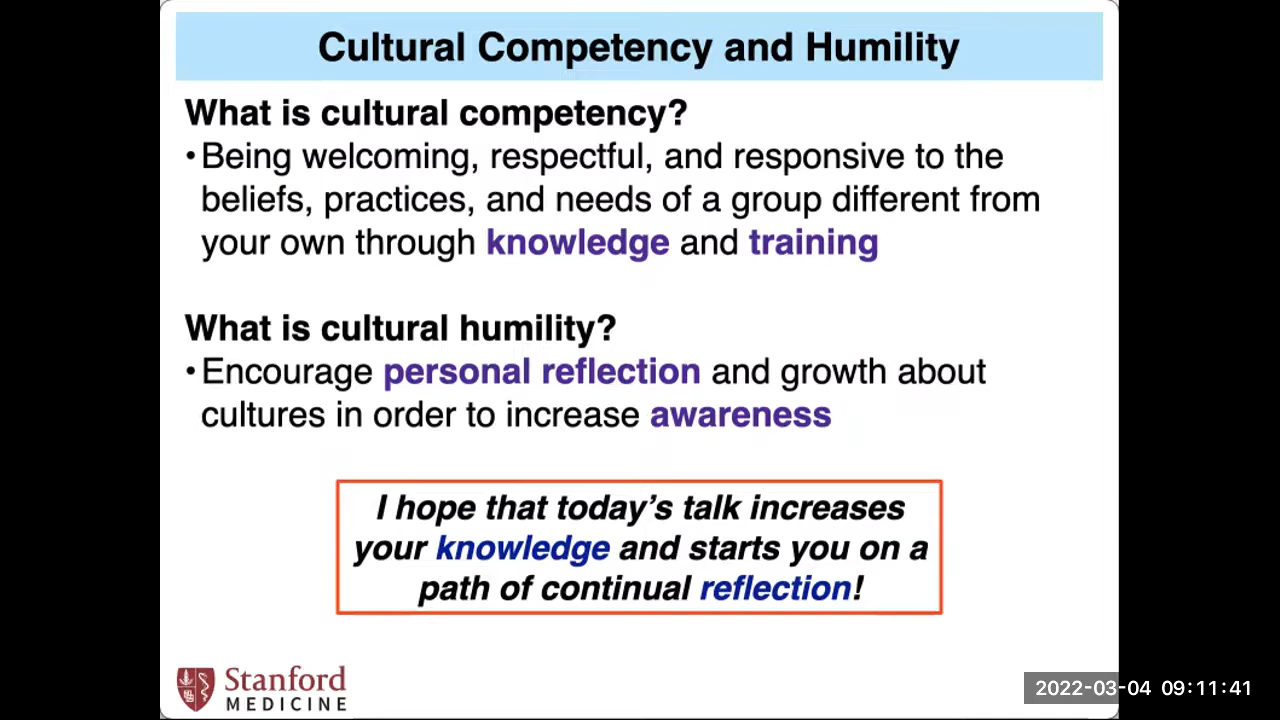 Cultural Competency and Humility
What is cultural competency?
•Being welcoming, respectful, and responsive to the
beliefs, practices, and needs of a group different from
your own through knowledge and training
What is cultural humility?
•Encourage personal reflection and growth about
cultures in order to increase awareness
I hope that today's talk increases
your knowledge and starts you on a
path of continual reflection!
Stanford
MEDICINE
2022-03-04 09:11:41